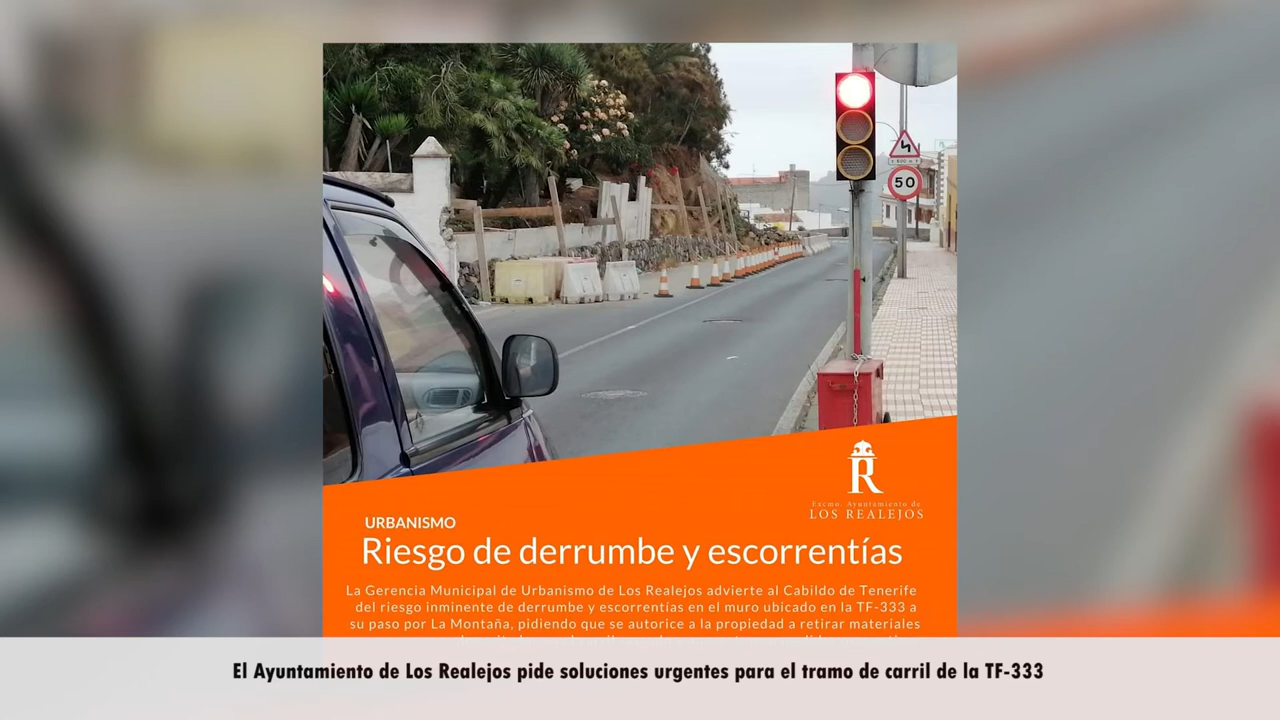 50
Excmo. Ayuntamiento de
LOS REALEJOS
URBANISMO
Riesgo de derrumbe y escorrentías
La Gerencia Municipal de Urbanismo de Los Realejos advierte al Cabildo de Tenerife
del riesgo inminente de derrumbe y escorrentías en el muro ubicado en la TF-333 a
su paso por La Montaña, pidiendo que se autorice a la propiedad a retirar materiales
El Ayuntamiento de Los Realejos pide soluciones urgentes para el tramo de carril de la TF-333